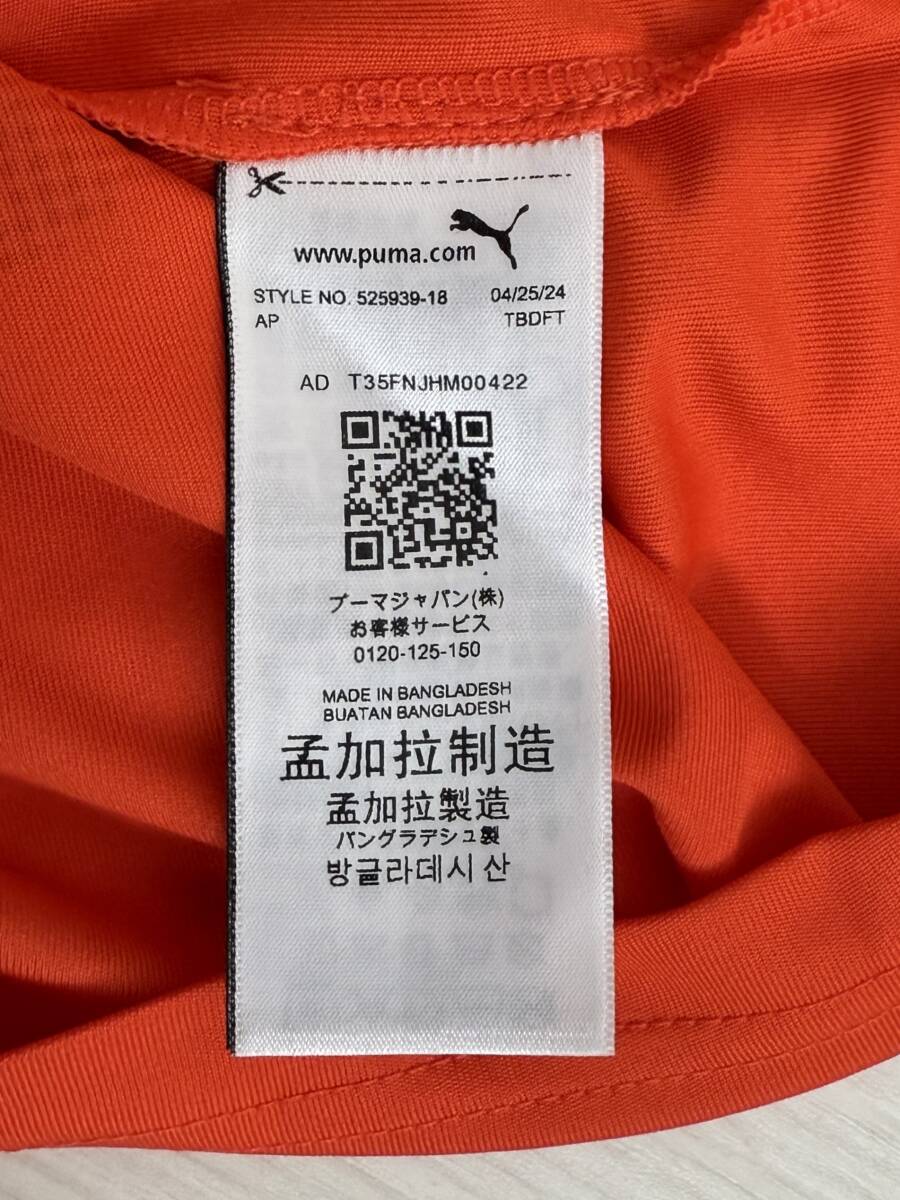 www.puma.com
STYLE NO. 525939-18 04/25/24
AP TBDFT
AD T35FNJHM00422
プーマジャパン(株)
お客様サービス
0120-125-150
MADE IN BANGLADESH
BUATAN BANGLADESH
孟加拉制造
孟加拉製造
バングラデシュ製
방글라데시 산